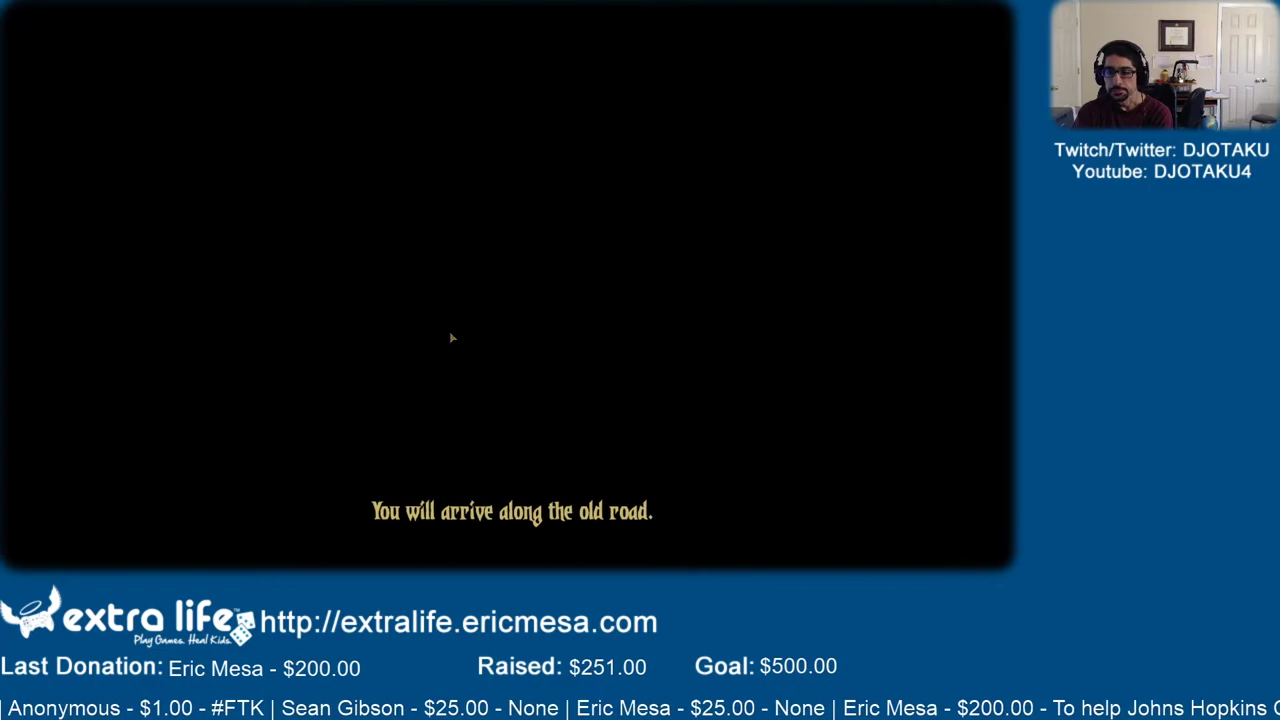 Twitch/Twitter: DJOTAKU
Youtube: DJOTAKU4
You will arrive along the old road.
extra life
Play Games. Heal Kids.
http://extralife.ericmesa.com
Last Donation: Eric Mesa - $200.00 Raised: $251.00 Goal: $500.00
| Anonymous - $1.00 - #FTK | Sean Gibson - $25.00 - None | Eric Mesa - $25.00 - None | Eric Mesa - $200.00 - To help Johns Hopkins